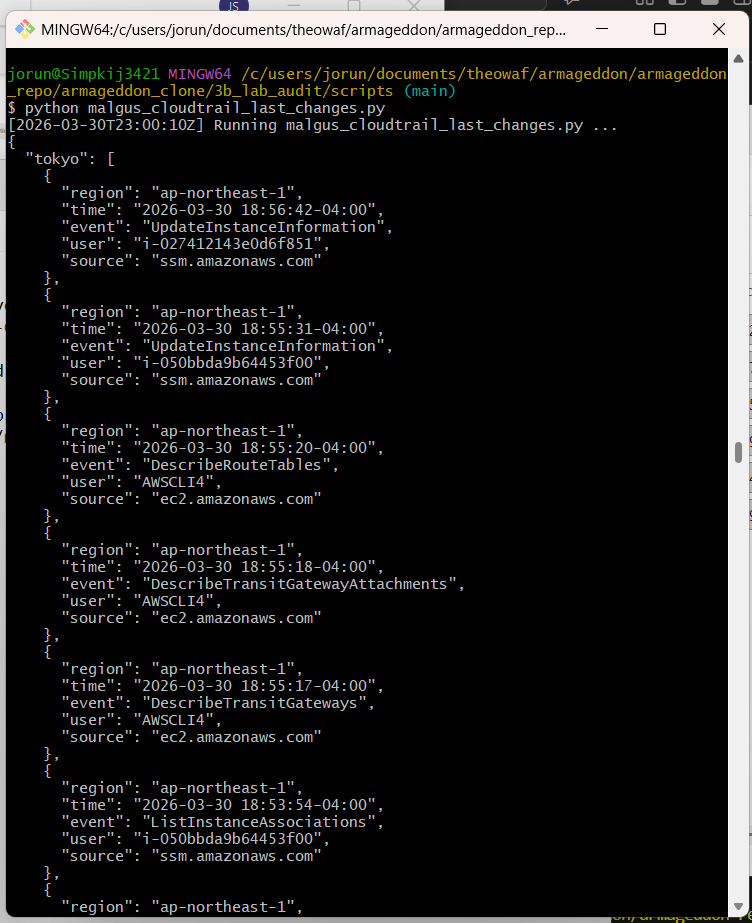 JS
MINGW64:/c/users/jorun/documents/theowaf/armageddon/armageddon_rep...
jorun@Simpkij3421 MINGW64 /c/users/jorun/documents/theowaf/armageddon/armageddon
_repo/armageddon_clone/3b_lab_audit/scripts (main)
$ python malgus_cloudtrail_last_changes.py
[2026-03-30T23:00:10Z] Running malgus_cloudtrail_last_changes.py ...
{
  "tokyo": [
    {
      "region": "ap-northeast-1",
      "time": "2026-03-30 18:56:42-04:00",
      "event": "UpdateInstanceInformation",
      "user": "i-027412143e0d6f851",
      "source": "ssm.amazonaws.com"
    },
    {
      "region": "ap-northeast-1",
      "time": "2026-03-30 18:55:31-04:00",
      "event": "UpdateInstanceInformation",
      "user": "i-050bbda9b64453f00",
      "source": "ssm.amazonaws.com"
    },
    {
      "region": "ap-northeast-1",
      "time": "2026-03-30 18:55:20-04:00",
      "event": "DescribeRouteTables",
      "user": "AWSCLI4",
      "source": "ec2.amazonaws.com"
    },
    {
      "region": "ap-northeast-1",
      "time": "2026-03-30 18:55:18-04:00",
      "event": "DescribeTransitGatewayAttachments",
      "user": "AWSCLI4",
      "source": "ec2.amazonaws.com"
    },
    {
      "region": "ap-northeast-1",
      "time": "2026-03-30 18:55:17-04:00",
      "event": "DescribeTransitGateways",
      "user": "AWSCLI4",
      "source": "ec2.amazonaws.com"
    },
    {
      "region": "ap-northeast-1",
      "time": "2026-03-30 18:53:54-04:00",
      "event": "ListInstanceAssociations",
      "user": "i-050bbda9b64453f00",
      "source": "ssm.amazonaws.com"
    },
    {
      "region": "ap-northeast-1",